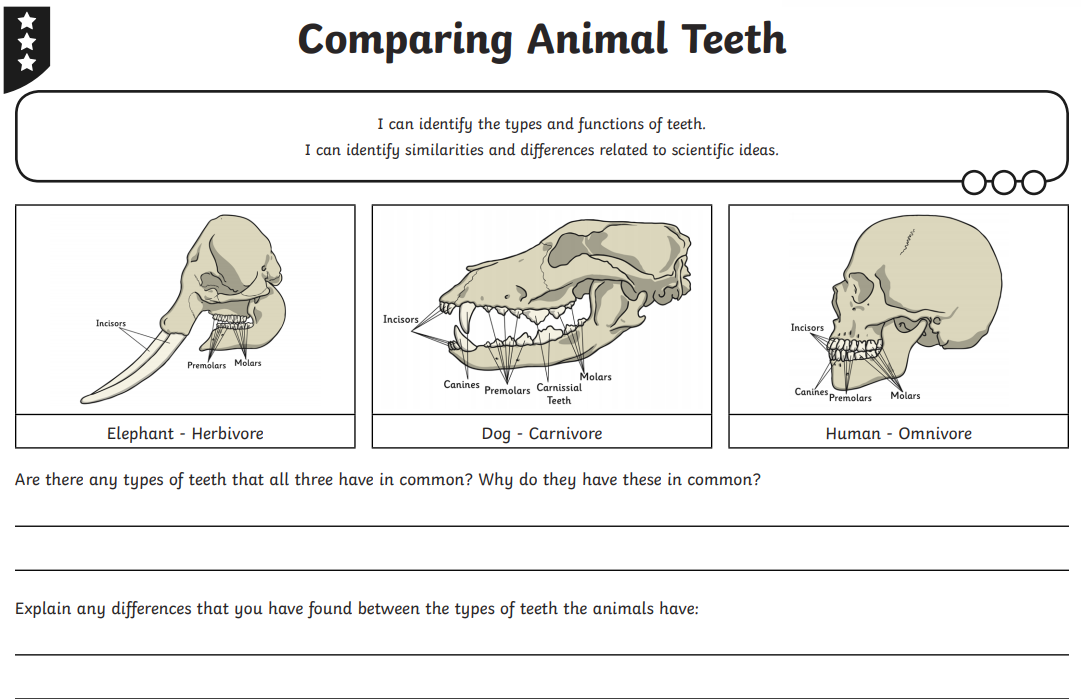 Comparing Animal Teeth
I can identify the types and functions of teeth.
I can identify similarities and differences related to scientific ideas.
Incisors
Premolars
Molars
Elephant - Herbivore
Incisors
Canines
Premolars
Carnissial
Teeth
Molars
Dog - Carnivore
Incisors
Canines
Premolars
Molars
Human - Omnivore
Are there any types of teeth that all three have in common? Why do they have these in common?
Explain any differences that you have found between the types of teeth the animals have: